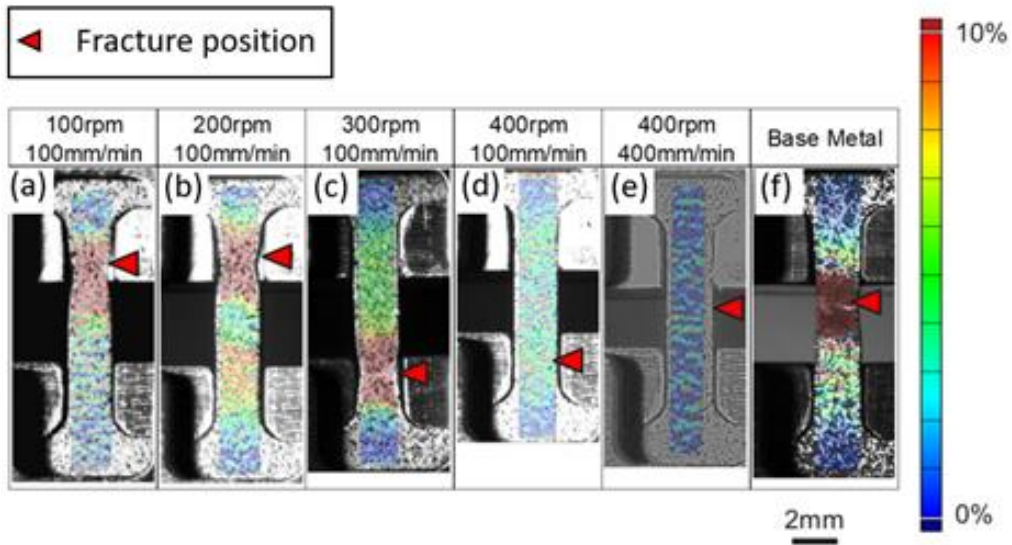 Fracture position
10%
100rpm
100mm/min
200rpm
100mm/min
300rpm
100mm/min
400rpm
100mm/min
400rpm
400mm/min
Base Metal
(a)
(b)
(c)
(d)
(e)
(f)
0%
2mm